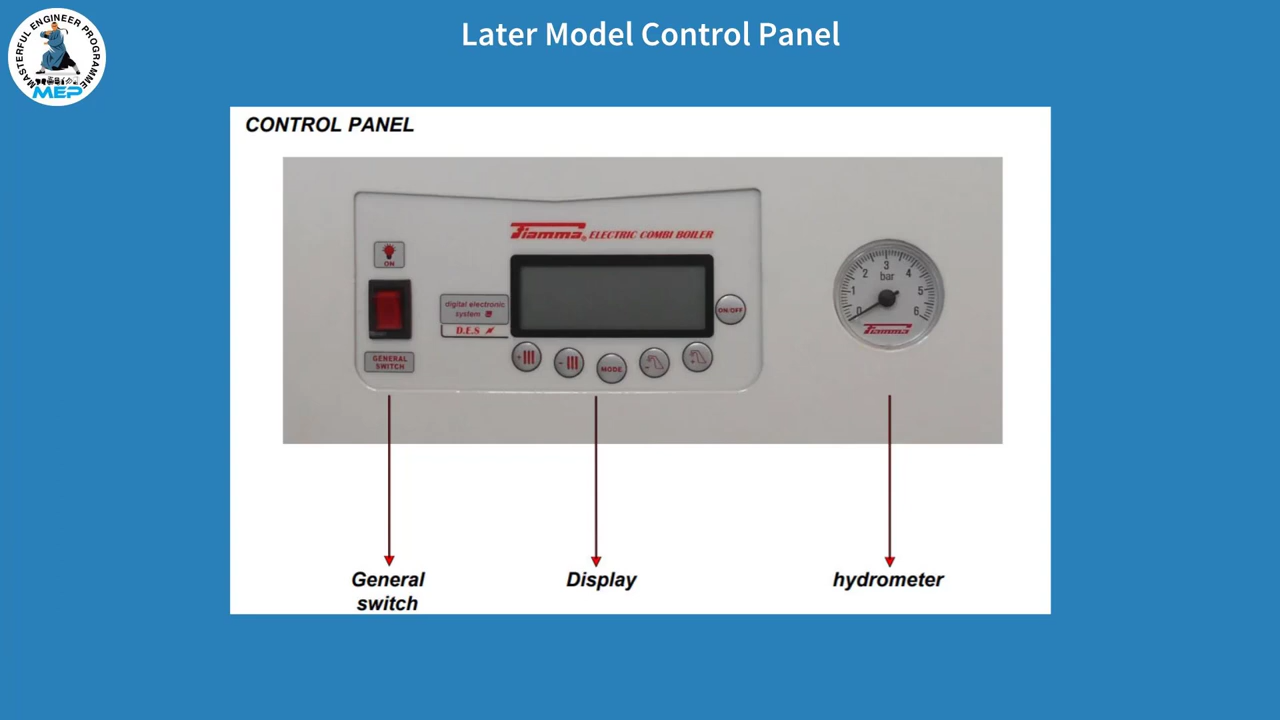 Later Model Control Panel
MASTERFUL ENGINEER PROGRAMME
MEP
CONTROL PANEL
Fiamma® ELECTRIC COMBI BOILER
ON
digital electronic
system
D.E.S
ON/OFF
GENERAL
SWITCH
+
-
MODE
-
+
0 1 2 3 4 5 6
bar
Fiamma
General
switch
Display
hydrometer